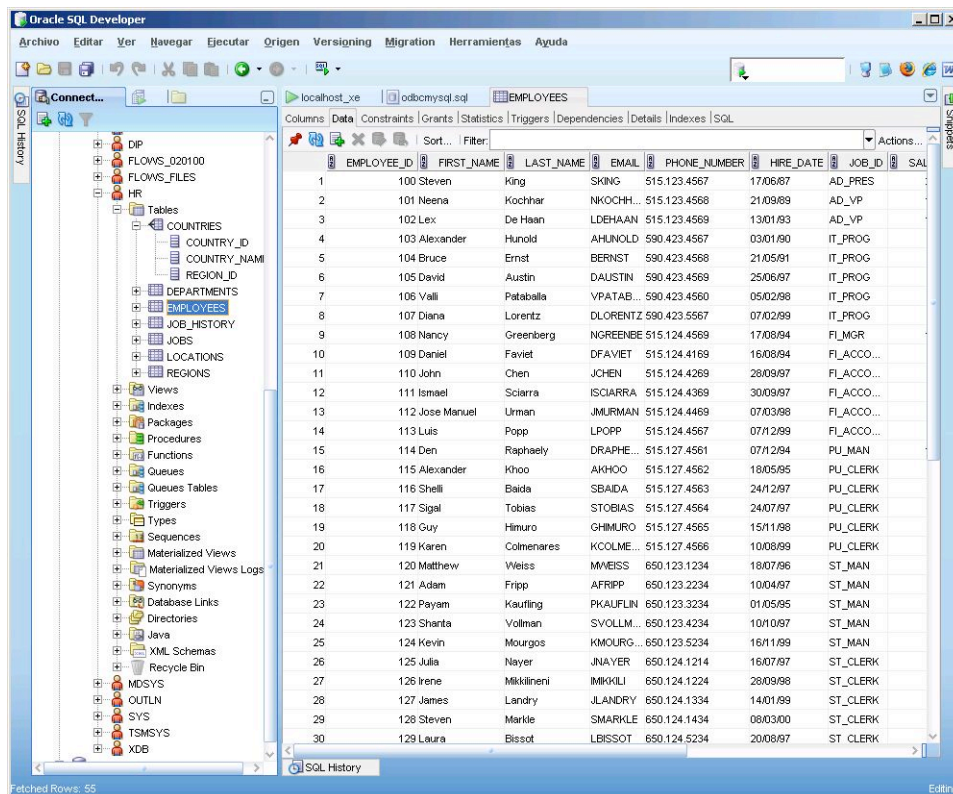 Oracle SQL Developer
Archivo Editar Ver Navegar Ejecutar Origen Versioning Migration Herramientas Ayuda
SQL History
Connect...
DIP
FLOWS_020100
FLOWS_FILES
HR
Tables
COUNTRIES
COUNTRY_ID
COUNTRY_NAM
REGION_ID
DEPARTMENTS
EMPLOYEES
JOB_HISTORY
JOBS
LOCATIONS
REGIONS
Views
Indexes
Packages
Procedures
Functions
Queues
Queues Tables
Triggers
Types
Sequences
Materialized Views
Materialized Views Logs
Synonyms
Database Links
Directories
Java
XML Schemas
Recycle Bin
MDSYS
OUTLN
SYS
TSMSYS
XDB
localhost_xe odbcmysql.sql EMPLOYEES
Columns Data Constraints Grants Statistics Triggers Dependencies Details Indexes SQL
Sort... Filter: Actions...
EMPLOYEE_ID FIRST_NAME LAST_NAME EMAIL PHONE_NUMBER HIRE_DATE JOB_ID SAL
1 100 Steven King SKING 515.123.4567 17/06/87 AD_PRES
2 101 Neena Kochhar NKOCHH... 515.123.4568 21/09/89 AD_VP
3 102 Lex De Haan LDEHAAN 515.123.4569 13/01/93 AD_VP
4 103 Alexander Hunold AHUNOLD 590.423.4567 03/01/90 IT_PROG
5 104 Bruce Ernst BERNST 590.423.4568 21/05/91 IT_PROG
6 105 David Austin DAUSTIN 590.423.4569 25/06/97 IT_PROG
7 106 Valli Pataballa VPATAB... 590.423.4560 05/02/98 IT_PROG
8 107 Diana Lorentz DLORENTZ 590.423.5567 07/02/99 IT_PROG
9 108 Nancy Greenberg NGREENBE 515.124.4569 17/08/94 FI_MGR
10 109 Daniel Faviet DFAVIET 515.124.4169 16/08/94 FI_ACCO...
11 110 John Chen JCHEN 515.124.4269 28/09/97 FI_ACCO...
12 111 Ismael Sciarra ISCIARRA 515.124.4369 30/09/97 FI_ACCO...
13 112 Jose Manuel Urman JMURMAN 515.124.4469 07/03/98 FI_ACCO...
14 113 Luis Popp LPOPP 515.124.4567 07/12/99 FI_ACCO...
15 114 Den Raphaely DRAPHE... 515.127.4561 07/12/94 PU_MAN
16 115 Alexander Khoo AKHOO 515.127.4562 18/05/95 PU_CLERK
17 116 Shelli Baida SBAIDA 515.127.4563 24/12/97 PU_CLERK
18 117 Sigal Tobias STOBIAS 515.127.4564 24/07/97 PU_CLERK
19 118 Guy Himuro GHIMURO 515.127.4565 15/11/98 PU_CLERK
20 119 Karen Colmenares KCOLME... 515.127.4566 10/08/99 PU_CLERK
21 120 Matthew Weiss MWEISS 650.123.1234 18/07/96 ST_MAN
22 121 Adam Fripp AFRIPP 650.123.2234 10/04/97 ST_MAN
23 122 Payam Kaufling PKAUFLIN 650.123.3234 01/05/95 ST_MAN
24 123 Shanta Vollman SVOLLM... 650.123.4234 10/10/97 ST_MAN
25 124 Kevin Mourgos KMOURG... 650.123.5234 16/11/99 ST_MAN
26 125 Julia Nayer JNAYER 650.124.1214 16/07/97 ST_CLERK
27 126 Irene Mikkilineni IMIKKILI 650.124.1224 28/09/98 ST_CLERK
28 127 James Landry JLANDRY 650.124.1334 14/01/99 ST_CLERK
29 128 Steven Markle SMARKLE 650.124.1434 08/03/00 ST_CLERK
30 129 Laura Bissot LBISSOT 650.124.5234 20/08/97 ST_CLERK
Snippets
SQL History
Fetched Rows: 55
Editin